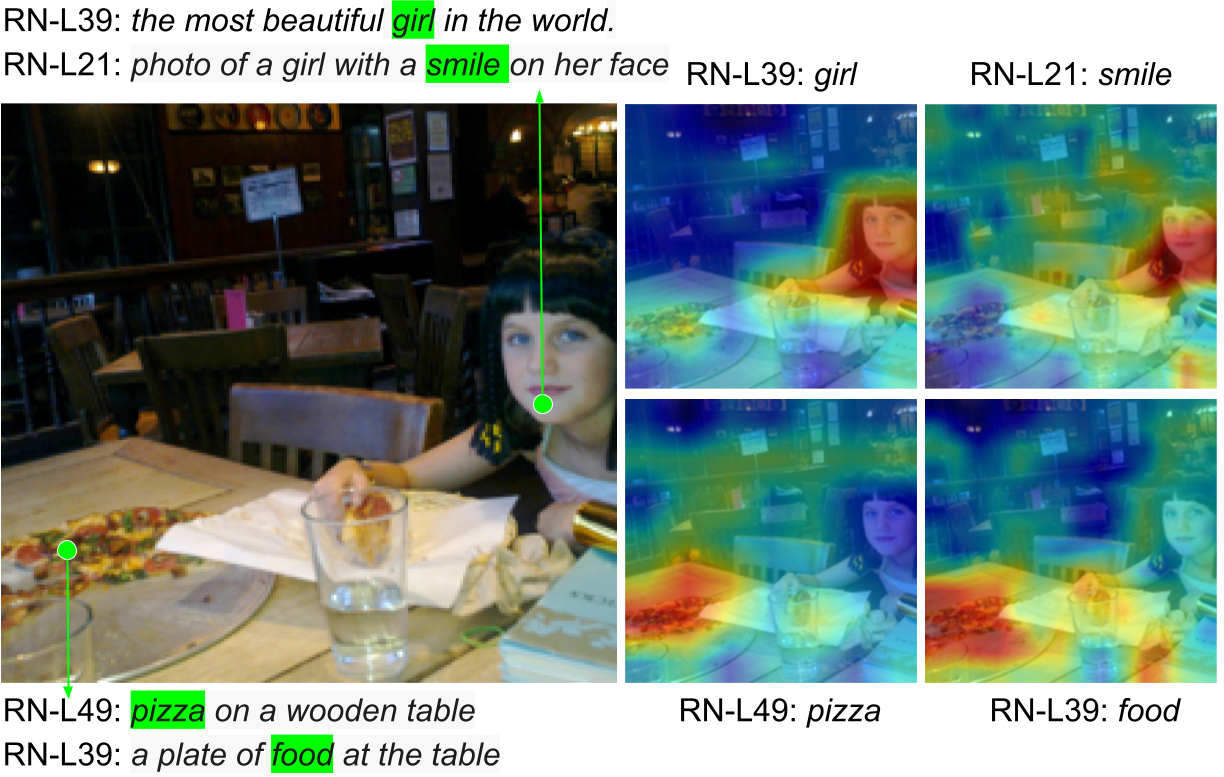 RN-L39: the most beautiful girl in the world.
RN-L21: photo of a girl with a smile on her face
RN-L39: girl
RN-L21: smile
RN-L49: pizza
RN-L39: food
RN-L49: pizza on a wooden table
RN-L39: a plate of food at the table